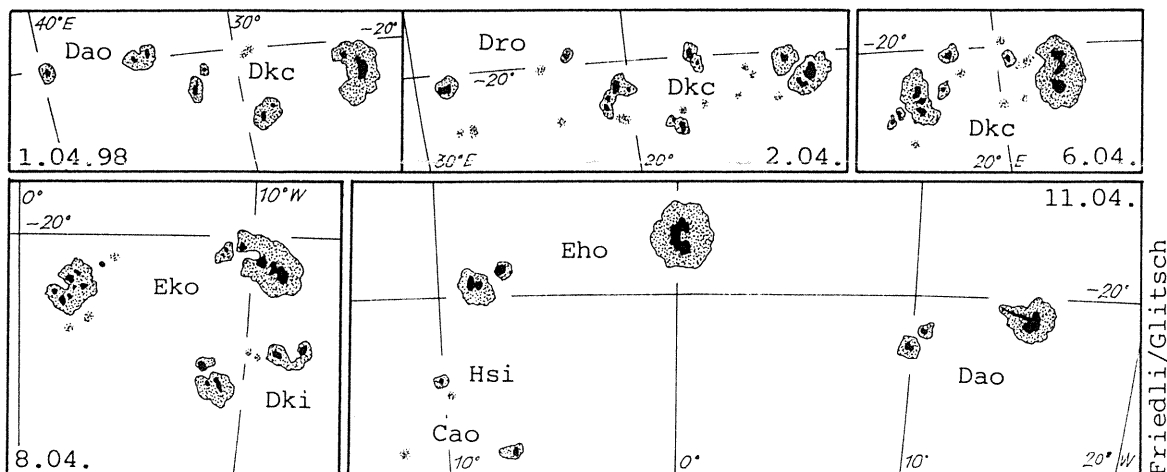 40°E
30°
-20°
Dao
Dkc
1.04.98
Dro
-20°
Dkc
30°E
20°
2.04.
-20°
Dkc
20° E
6.04.
0°
10°W
-20°
Eko
Dki
8.04.
11.04.
Eho
-20°
Hsi
Dao
Cao
10°
0°
10°
20° W
Friedli/Glitsch